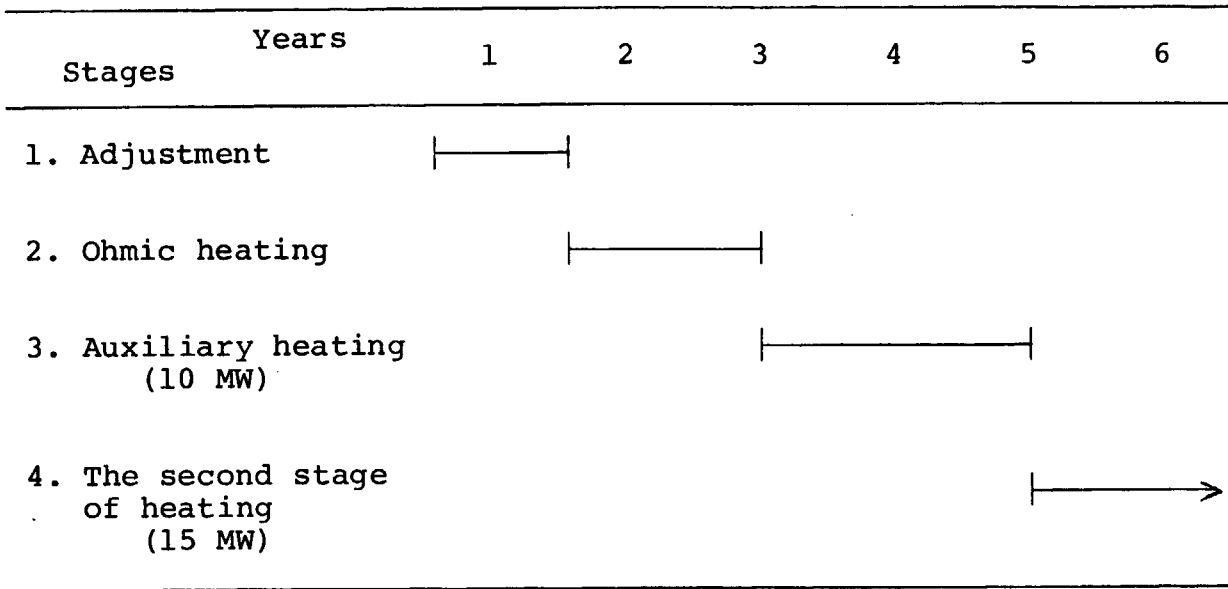 Years
Stages 1 2 3 4 5 6
1. Adjustment
2. Ohmic heating
3. Auxiliary heating
(10 MW)
4. The second stage
of heating
(15 MW)